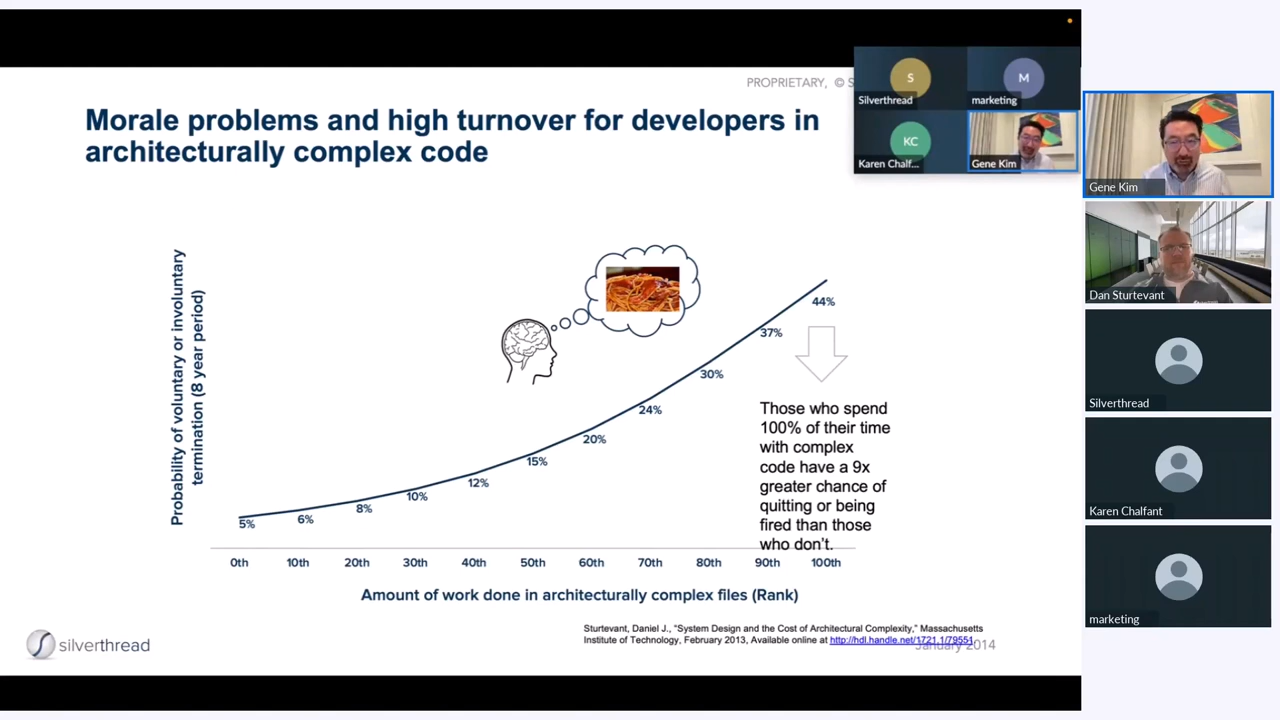 PROPRIETARY, © S
Morale problems and high turnover for developers in
architecturally complex code
S
Silverthread
M
marketing
KC
Karen Chalf...
Gene Kim
Gene Kim
Dan Sturtevant
Silverthread
Karen Chalfant
marketing
Probability of voluntary or involuntary
termination (8 year period)
5%
6%
8%
10%
12%
15%
20%
24%
30%
37%
44%
Those who spend
100% of their time
with complex
code have a 9x
greater chance of
quitting or being
fired than those
who don't.
0th 10th 20th 30th 40th 50th 60th 70th 80th 90th 100th
Amount of work done in architecturally complex files (Rank)
Sturtevant, Daniel J., "System Design and the Cost of Architectural Complexity," Massachusetts
Institute of Technology, February 2013, Available online at http://hdl.handle.net/1721.1/79551.
January 2014
silverthread